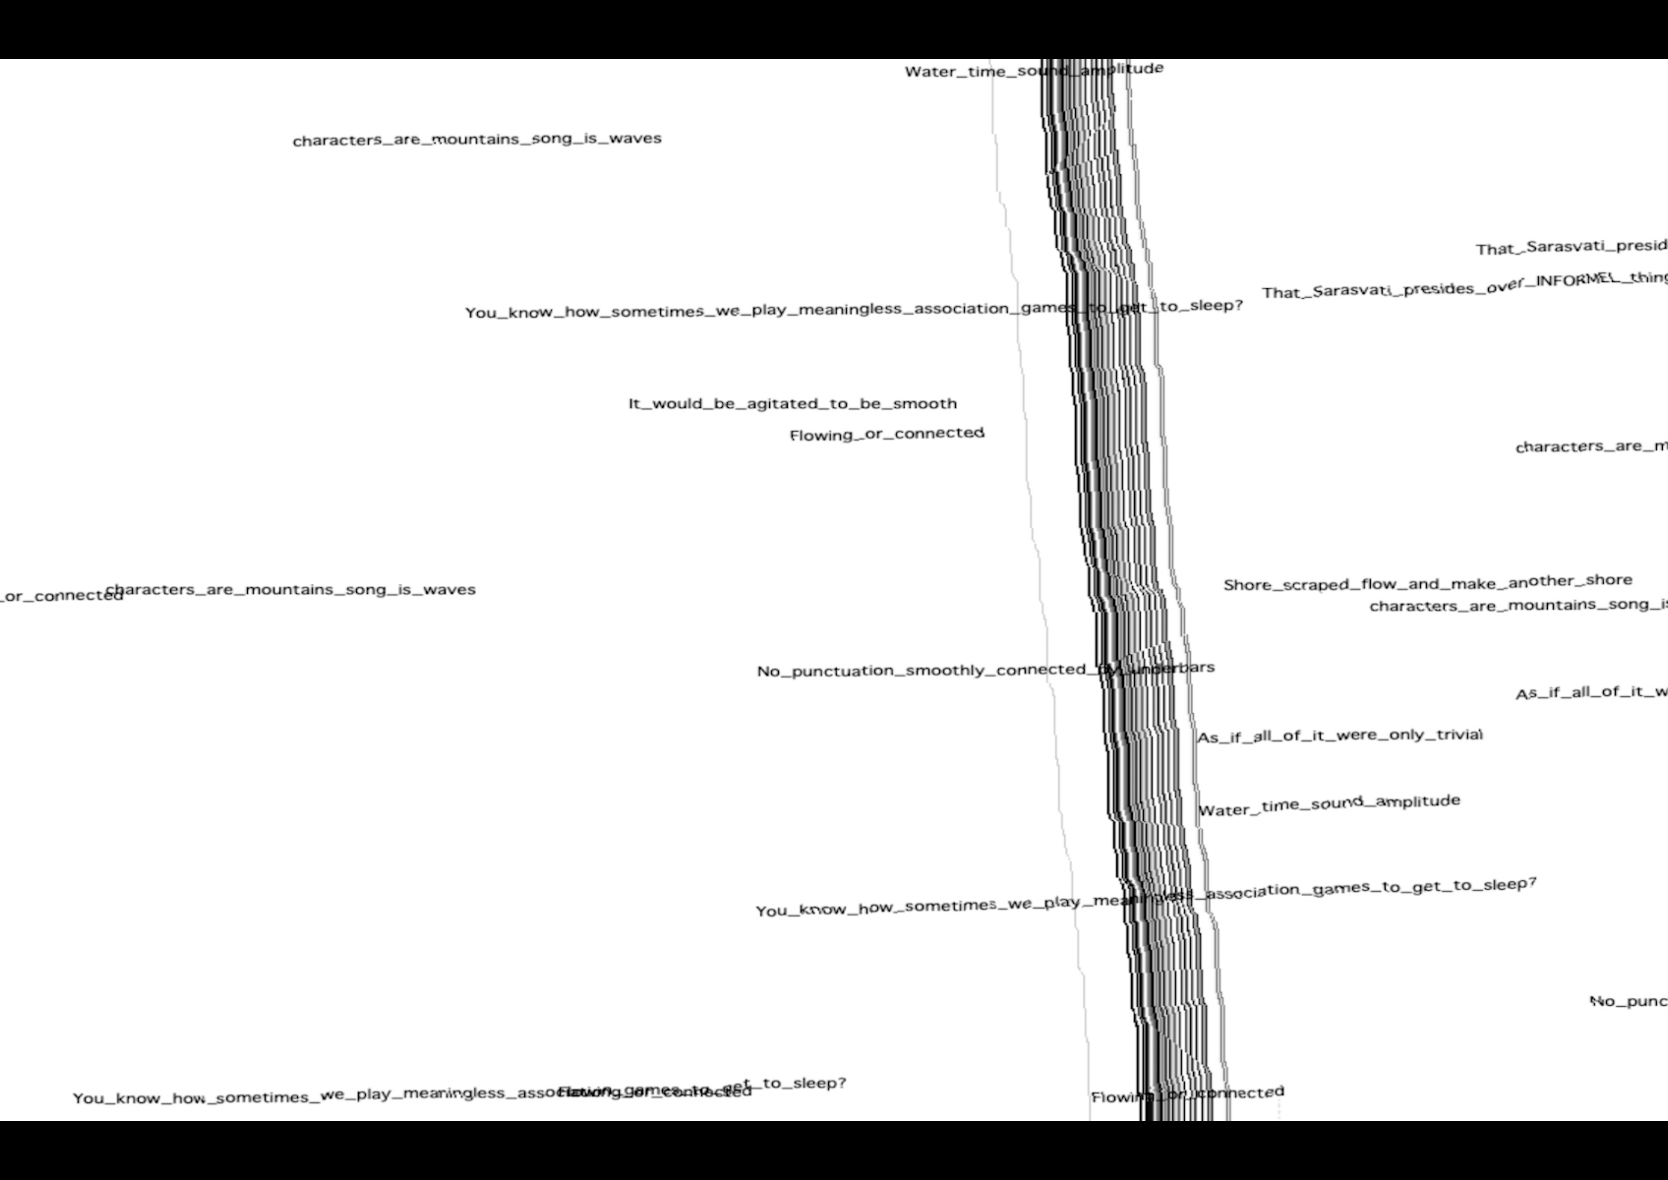 Water_time_sound_amplitude
characters_are_mountains_song_is_waves
That_Sarasvati_presid
That_Sarasvati_presides_over_INFORMEL_thing
You_know_how_sometimes_we_play_meaningless_association_games_to_get_to_sleep?
It_would_be_agitated_to_be_smooth
Flowing_or_connected
characters_are_m
Shore_scraped_flow_and_make_another_shore
_or_connected
characters_are_mountains_song_is_waves
characters_are_mountains_song_is
No_punctuation_smoothly_connected_by_underbars
As_if_all_of_it_w
As_if_all_of_it_were_only_trivial
Water_time_sound_amplitude
You_know_how_sometimes_we_play_meaningless_association_games_to_get_to_sleep?
No_punc
You_know_how_sometimes_we_play_meaningless_association_games_to_get_to_sleep?
Flowing_or_connected
Flowing_or_connected